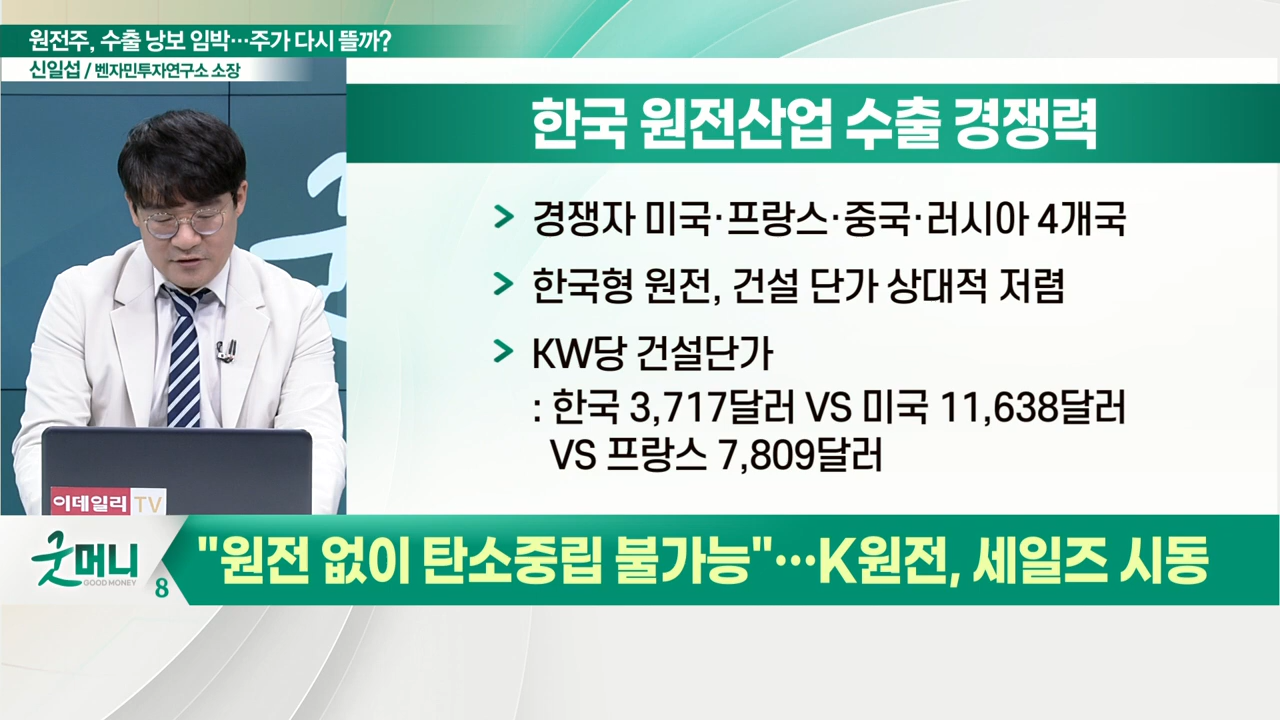 원전주, 수출 낭보 임박…주가 다시 뜰까?
신일섭 / 벤자민투자연구소 소장
한국 원전산업 수출 경쟁력
> 경쟁자 미국·프랑스·중국·러시아 4개국
> 한국형 원전, 건설 단가 상대적 저렴
> KW당 건설단가
: 한국 3,717달러 VS 미국 11,638달러
VS 프랑스 7,809달러
이데일리 TV
굿머니
GOOD MONEY
8
"원전 없이 탄소중립 불가능"…K원전, 세일즈 시동